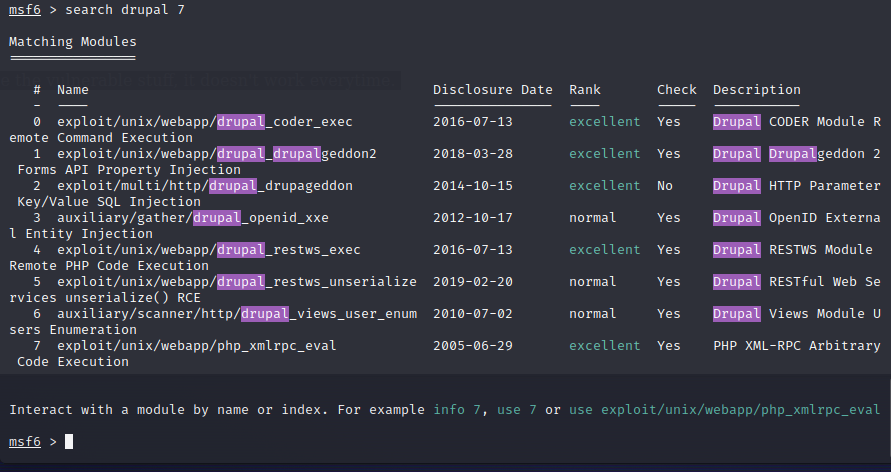 msf6 > search drupal 7
Matching Modules
================
# Name Disclosure Date Rank Check Description
- ---- --------------- ---- ----- -----------
0 exploit/unix/webapp/drupal_coder_exec 2016-07-13 excellent Yes Drupal CODER Module R
emote Command Execution
1 exploit/unix/webapp/drupal_drupalgeddon2 2018-03-28 excellent Yes Drupal Drupalgeddon 2
Forms API Property Injection
2 exploit/multi/http/drupal_drupageddon 2014-10-15 excellent No Drupal HTTP Parameter
Key/Value SQL Injection
3 auxiliary/gather/drupal_openid_xxe 2012-10-17 normal Yes Drupal OpenID Externa
l Entity Injection
4 exploit/unix/webapp/drupal_restws_exec 2016-07-13 excellent Yes Drupal RESTWS Module
Remote PHP Code Execution
5 exploit/unix/webapp/drupal_restws_unserialize 2019-02-20 normal Yes Drupal RESTful Web Se
rvices unserialize() RCE
6 auxiliary/scanner/http/drupal_views_user_enum 2010-07-02 normal Yes Drupal Views Module U
sers Enumeration
7 exploit/unix/webapp/php_xmlrpc_eval 2005-06-29 excellent Yes PHP XML-RPC Arbitrary
Code Execution
Interact with a module by name or index. For example info 7, use 7 or use exploit/unix/webapp/php_xmlrpc_eval
msf6 >